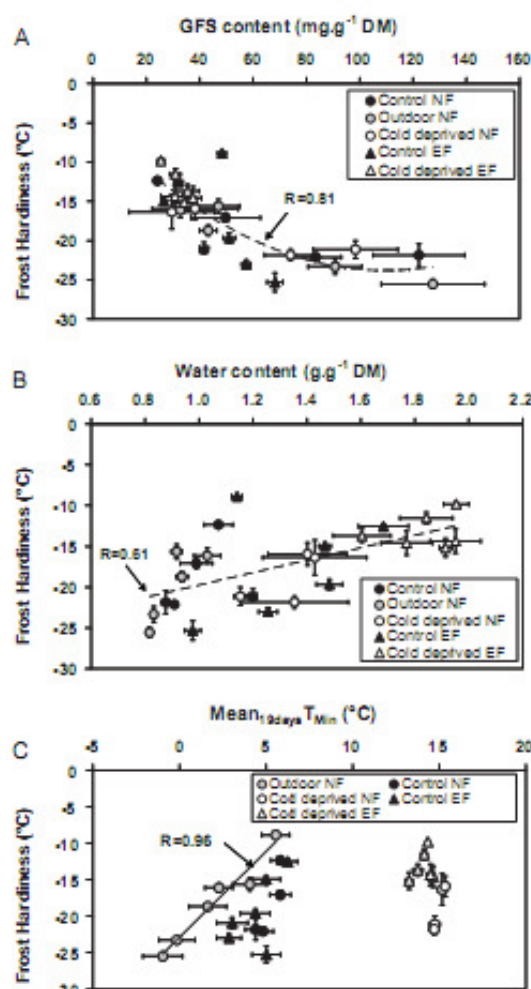 A
GFS content (mg.g-1 DM)
0 20 40 60 80 100 120 140 160
0
-5
-10
-15
-20
-25
-30
Frost Hardiness (°C)
Control NF
Outdoor NF
Cold deprived NF
Control EF
Cold deprived EF
R=0.81
B
Water content (g.g-1 DM)
0.6 0.8 1.0 1.2 1.4 1.6 1.8 2.0 2.2
0
-5
-10
-15
-20
-25
-30
Frost Hardiness (°C)
R=0.61
Control NF
Outdoor NF
Cold deprived NF
Control EF
Cold deprived EF
C
Mean19daysTMin (°C)
-5 0 5 10 15 20
0
-5
-10
-15
-20
-25
-30
Frost Hardiness (°C)
Outdoor NF Control NF
Cod deprived NF Control EF
Cod deprived EF
R=0.96